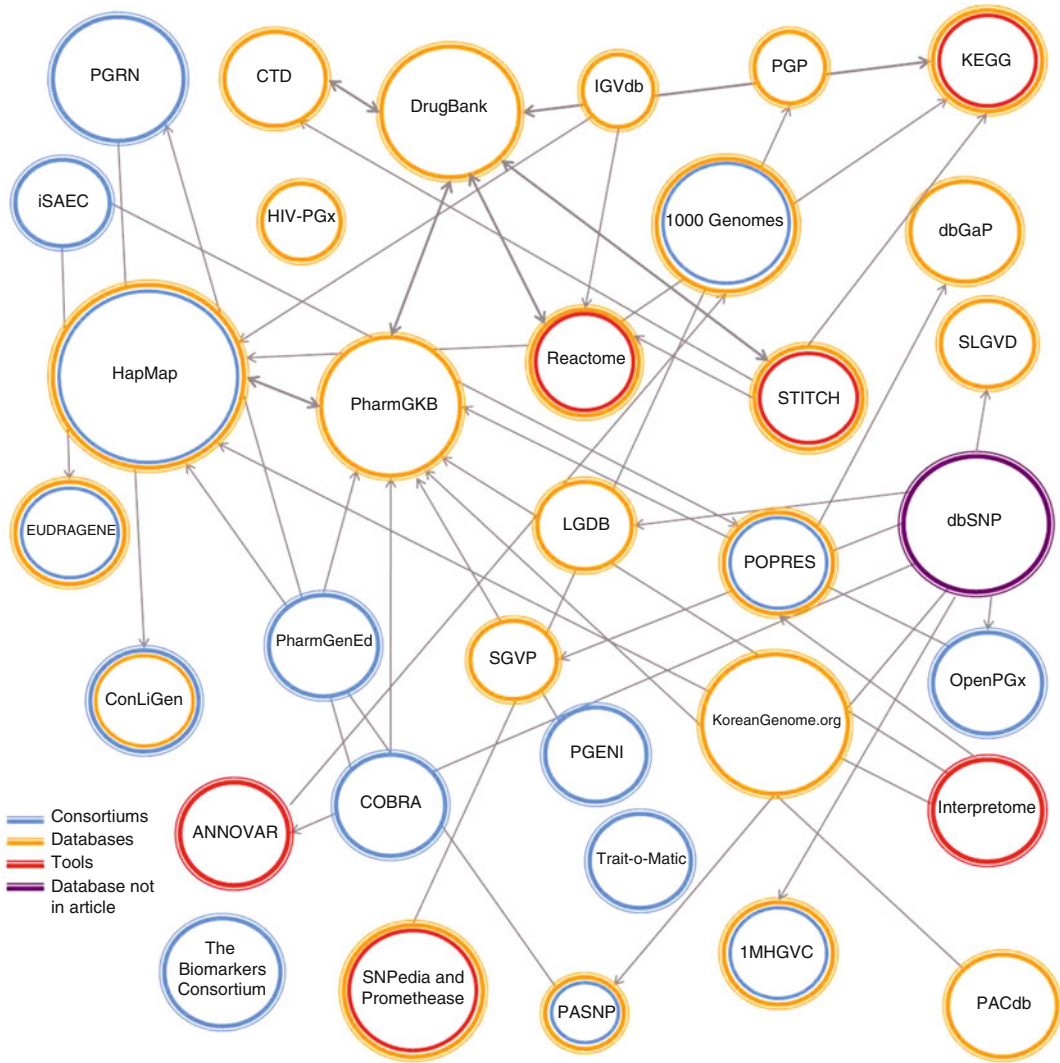 PGRN
CTD
DrugBank
IGVdb
PGP
KEGG
iSAEC
HIV-PGx
1000 Genomes
dbGaP
HapMap
PharmGKB
Reactome
STITCH
SLGVD
EUDRAGENE
LGDB
POPRES
dbSNP
PharmGenEd
SGVP
OpenPGx
ConLiGen
KoreanGenome.org
PGENI
COBRA
ANNOVAR
Interpretome
Trait-o-Matic
Consortiums
Databases
Tools
Database not
in article
The
Biomarkers
Consortium
SNPedia and
Promethease
PASNP
1MHGVC
PACdb